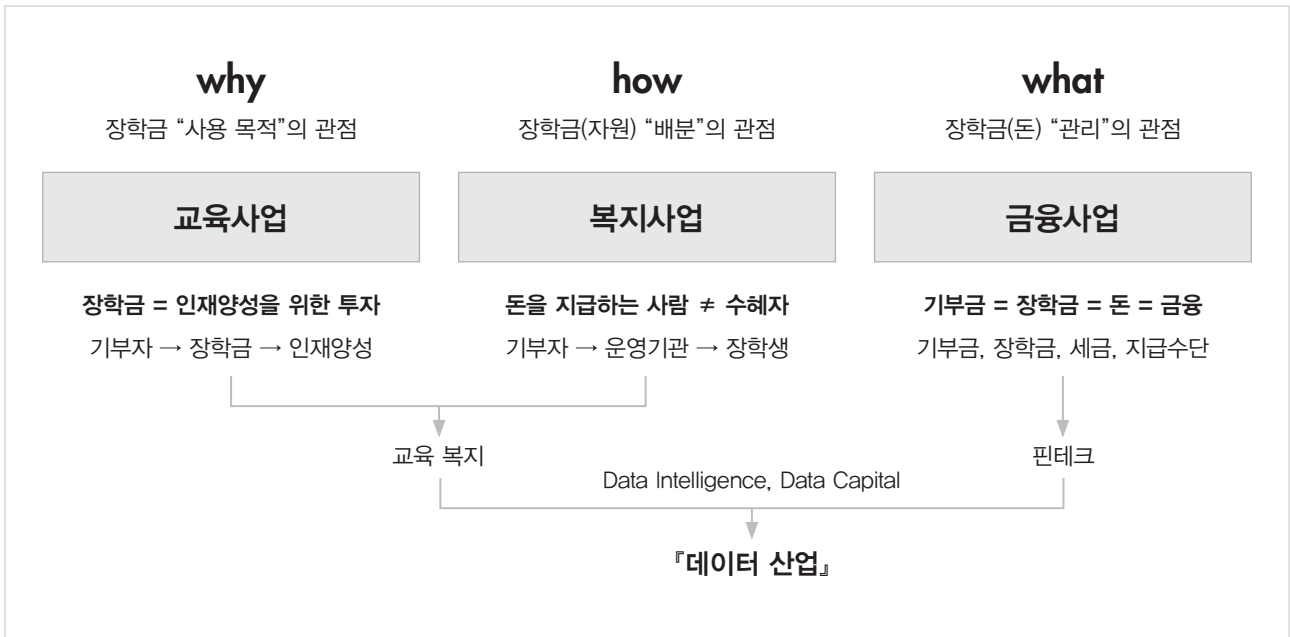 why
장학금 “사용 목적”의 관점
교육사업
장학금 = 인재양성을 위한 투자
기부자 → 장학금 → 인재양성
how
장학금(자원) “배분”의 관점
복지사업
돈을 지급하는 사람 ≠ 수혜자
기부자 → 운영기관 → 장학생
what
장학금(돈) “관리”의 관점
금융사업
기부금 = 장학금 = 돈 = 금융
기부금, 장학금, 세금, 지급수단
교육 복지
핀테크
Data Intelligence, Data Capital
『데이터 산업』